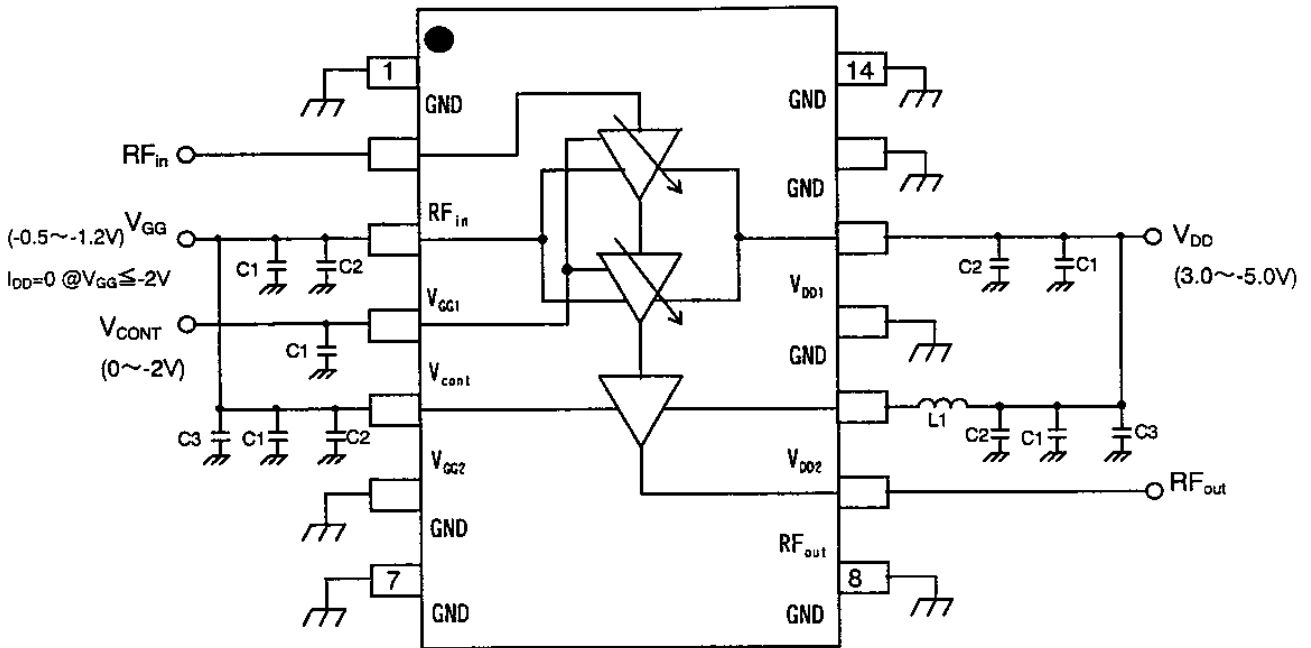 1
14
GND
GND
RFin
GND
RFin
VGG
(-0.5~-1.2V)
C1
C2
IDD=0 @VGG≦-2V
VDD
C2
C1
(3.0~-5.0V)
VGG1
VDD1
VCONT
C1
(0~-2V)
GND
Vcont
C3
C1
C2
L1
C2
C1
C3
VGG2
VDD2
RFout
GND
RFout
7
8
GND
GND